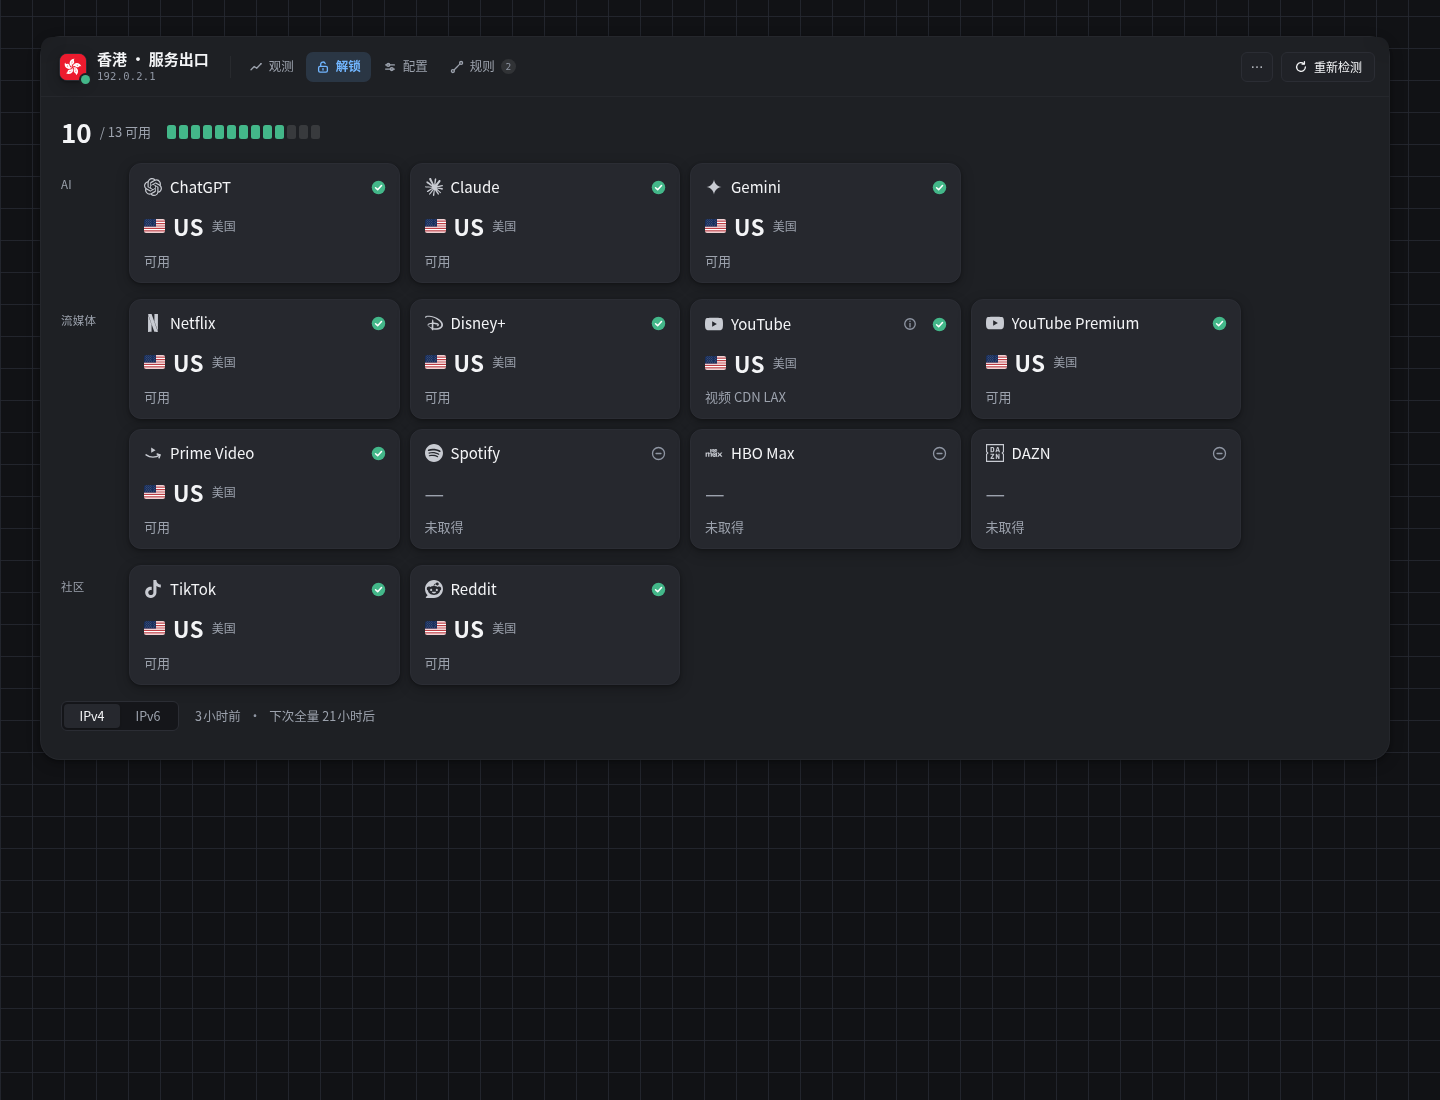 香港 · 服务出口
192.0.2.1
观测
解锁
配置
规则 2
···
重新检测
10 / 13 可用
AI
ChatGPT
US 美国
可用
Claude
US 美国
可用
Gemini
US 美国
可用
流媒体
Netflix
US 美国
可用
Disney+
US 美国
可用
YouTube
US 美国
视频 CDN LAX
YouTube Premium
US 美国
可用
Prime Video
US 美国
可用
Spotify
—
未取得
HBO Max
—
未取得
DAZN
—
未取得
社区
TikTok
US 美国
可用
Reddit
US 美国
可用
IPv4
IPv6
3小时前 · 下次全量 21小时后